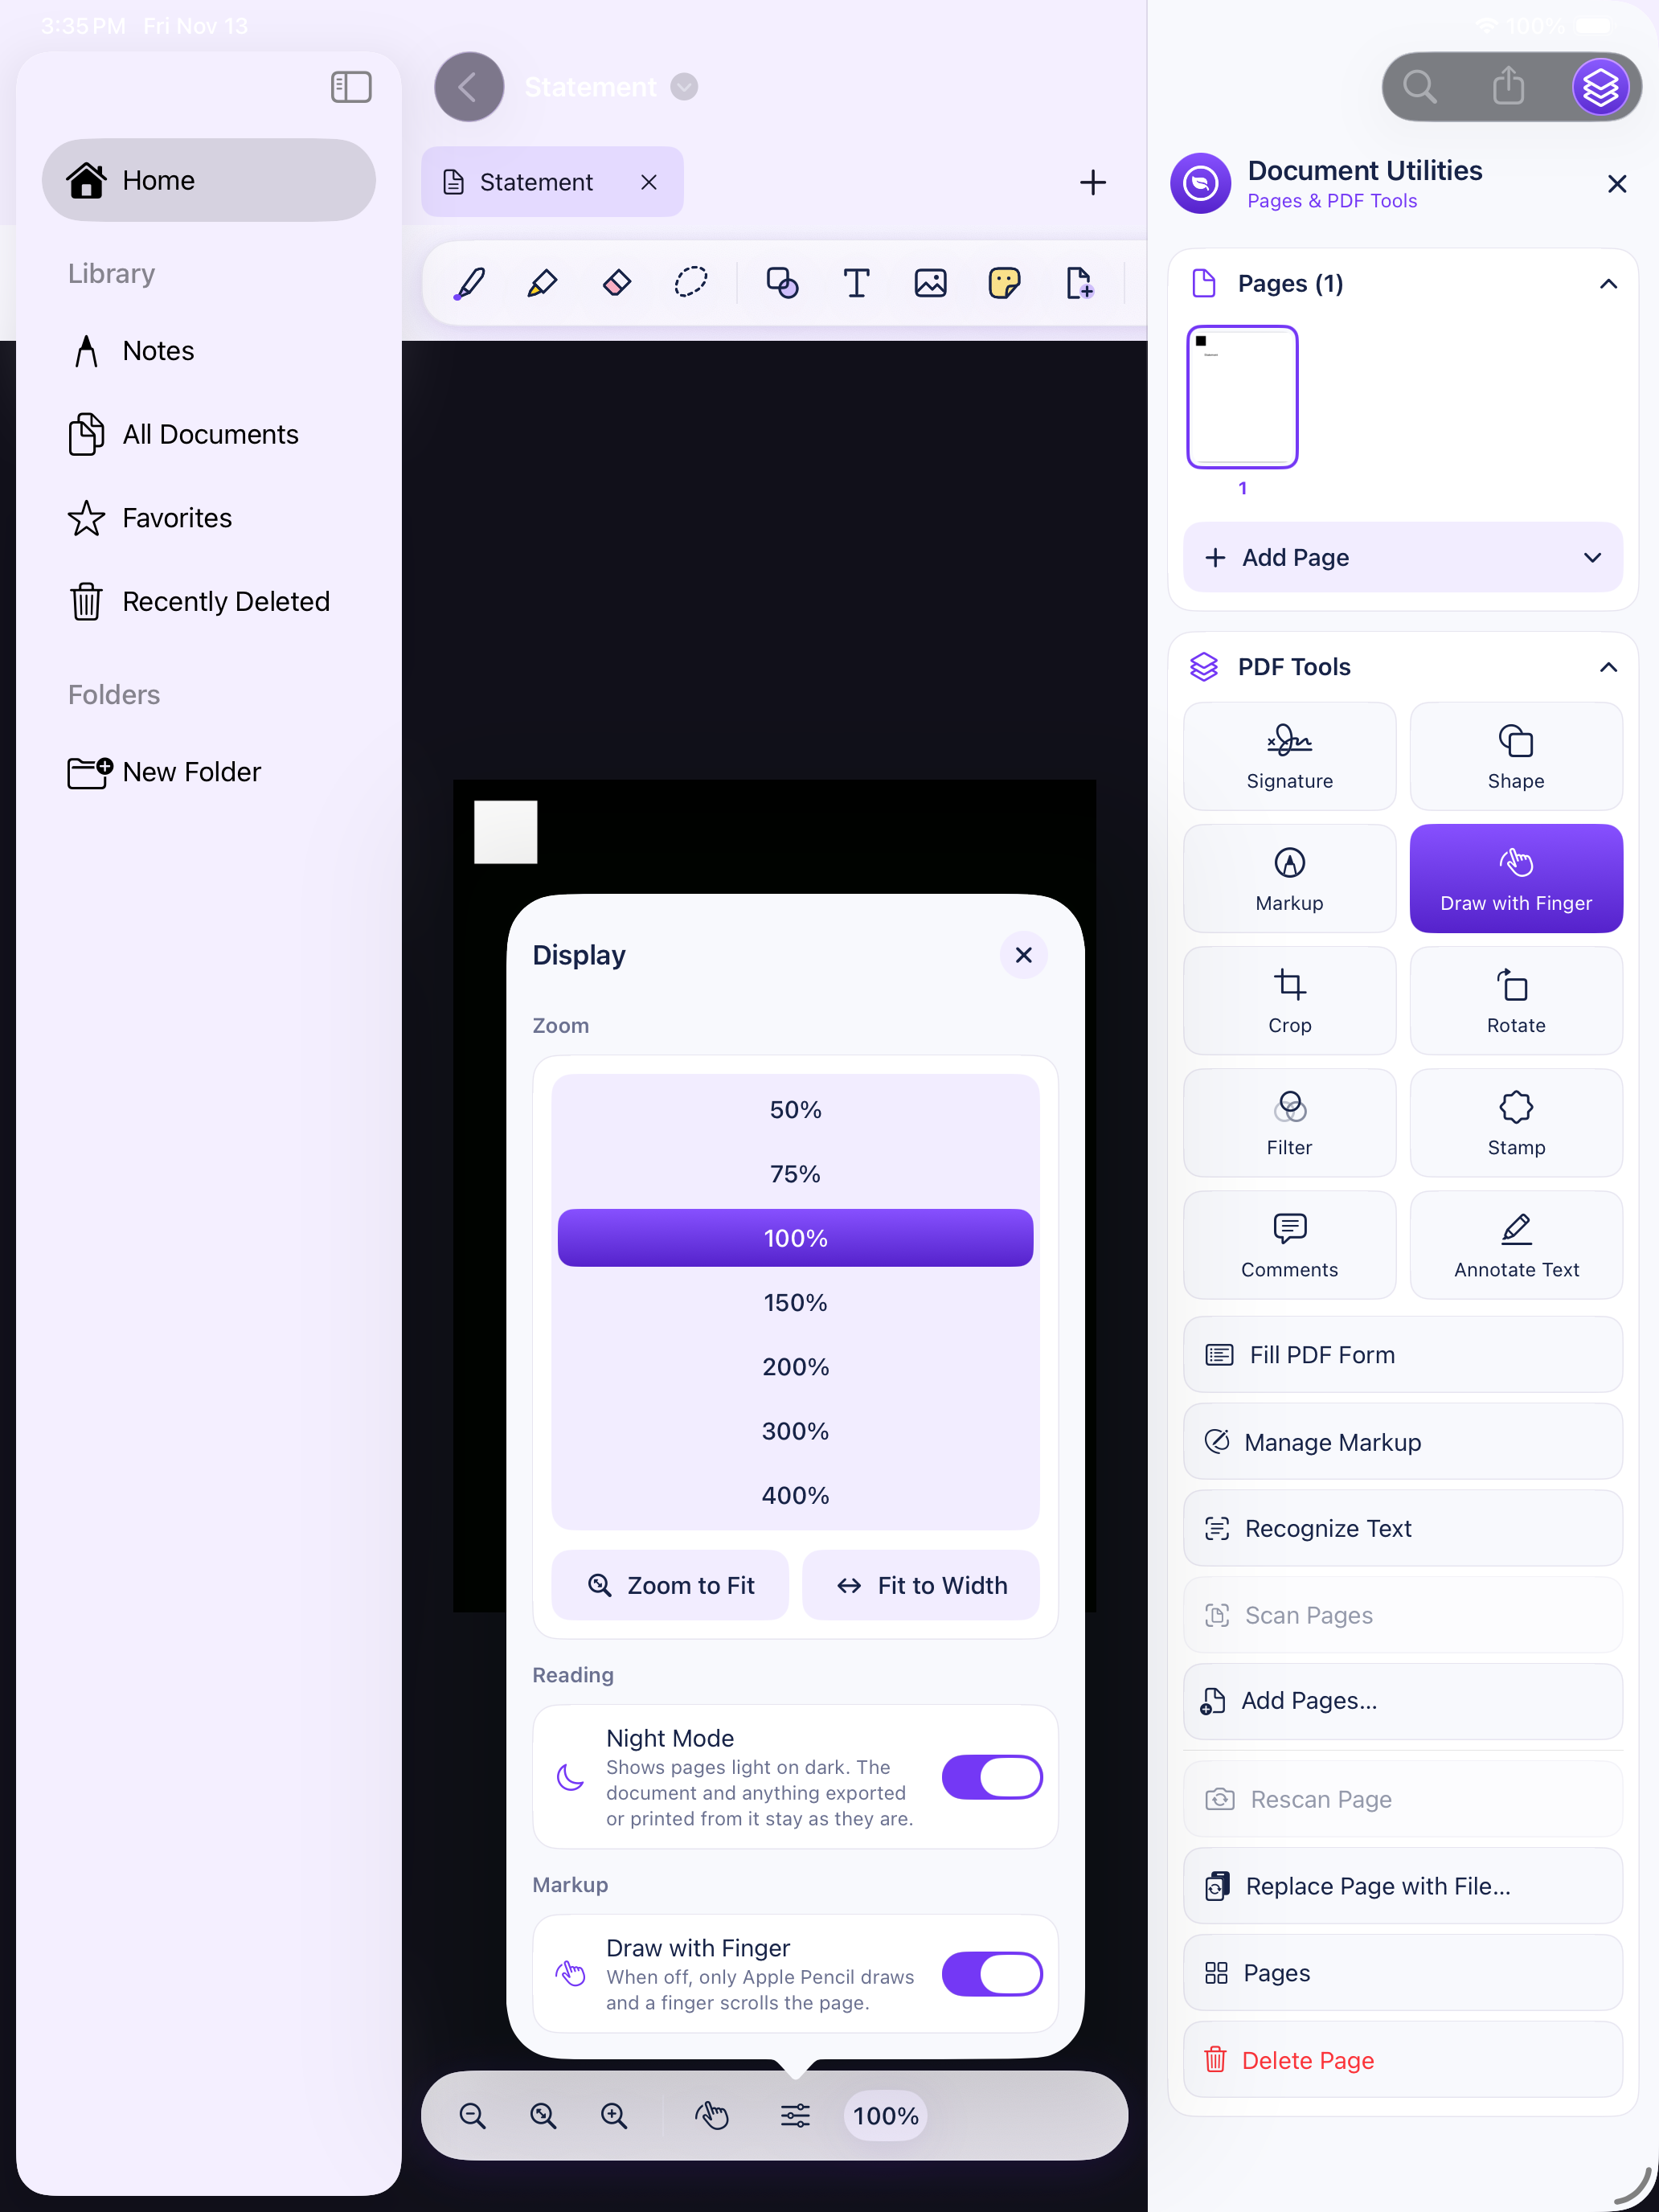 3:35 PM Fri Nov 13
100%
Home
Library
Notes
All Documents
Favorites
Recently Deleted
Folders
New Folder
Statement
Statement
Display
Zoom
50%
75%
100%
150%
200%
300%
400%
Zoom to Fit
Fit to Width
Reading
Night Mode
Shows pages light on dark. The
document and anything exported
or printed from it stay as they are.
Markup
Draw with Finger
When off, only Apple Pencil draws
and a finger scrolls the page.
100%
Document Utilities
Pages & PDF Tools
Pages (1)
1
Add Page
PDF Tools
Signature
Shape
Markup
Draw with Finger
Crop
Rotate
Filter
Stamp
Comments
Annotate Text
Fill PDF Form
Manage Markup
Recognize Text
Scan Pages
Add Pages...
Rescan Page
Replace Page with File...
Pages
Delete Page